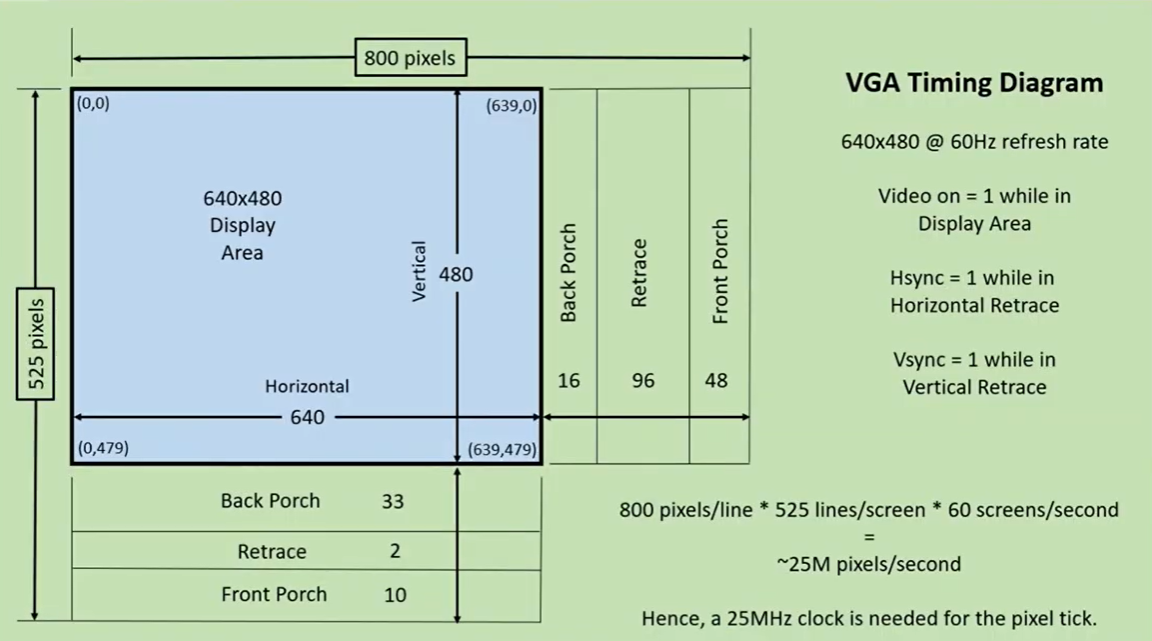 800 pixels
VGA Timing Diagram
(0,0)
(639,0)
640x480 @ 60Hz refresh rate
640x480
Display
Area
Video on = 1 while in
Display Area
Vertical
480
Back Porch
Retrace
Front Porch
Hsync = 1 while in
Horizontal Retrace
525 pixels
Vsync = 1 while in
Vertical Retrace
Horizontal
640
16
96
48
(0,479)
(639,479)
Back Porch 33
Retrace 2
Front Porch 10
800 pixels/line * 525 lines/screen * 60 screens/second
=
~25M pixels/second
Hence, a 25MHz clock is needed for the pixel tick.